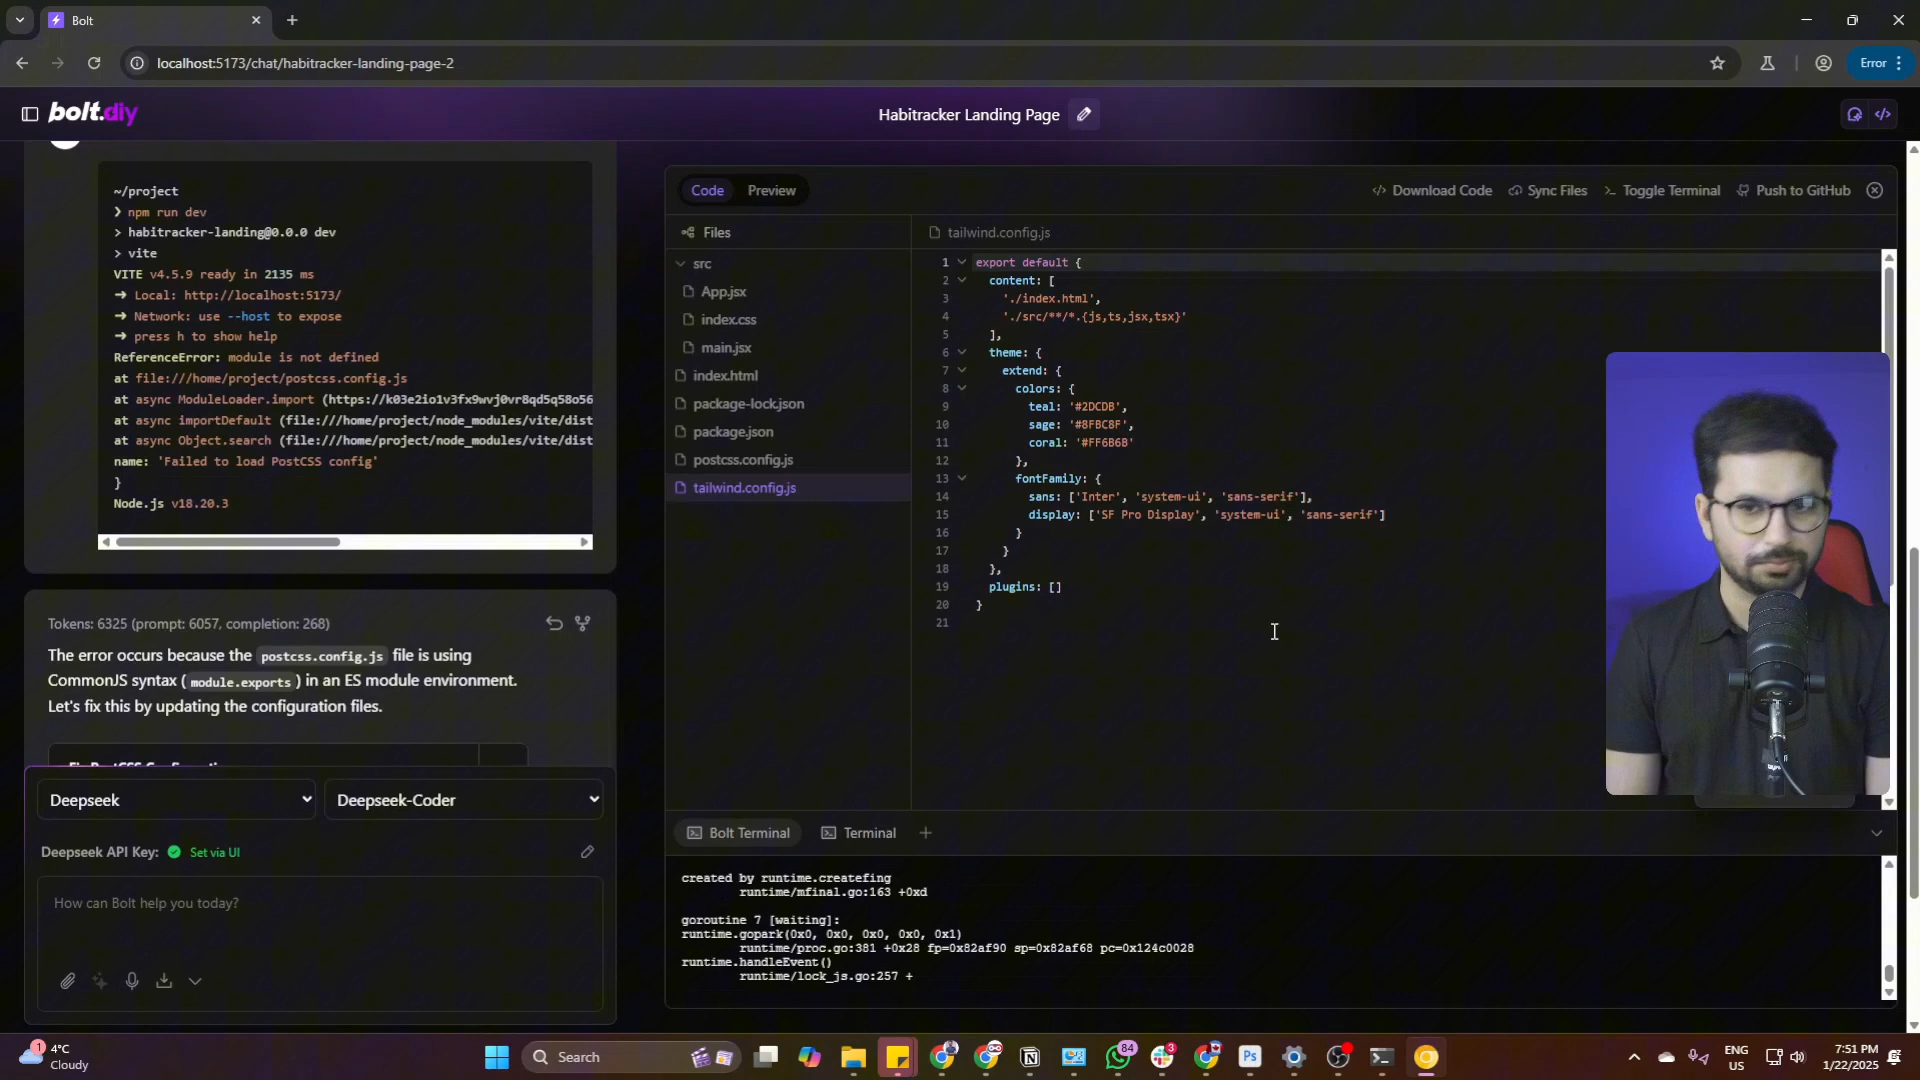 Bolt
localhost:5173/chat/habitracker-landing-page-2
Error
bolt.diy
Habitracker Landing Page
~/project
❯ npm run dev
> habitracker-landing@0.0.0 dev
> vite
VITE v4.5.9 ready in 2135 ms
➜ Local: http://localhost:5173/
➜ Network: use --host to expose
➜ press h to show help
ReferenceError: module is not defined
at file:///home/project/postcss.config.js
at async ModuleLoader.import (https://k03e2io1v3fx9wvj0vr8qd5q58o56
at async importDefault (file:///home/project/node_modules/vite/dist
at async Object.search (file:///home/project/node_modules/vite/dist
name: 'Failed to load PostCSS config'
}
Node.js v18.20.3
Tokens: 6325 (prompt: 6057, completion: 268)
The error occurs because the postcss.config.js file is using
CommonJS syntax (module.exports) in an ES module environment.
Let's fix this by updating the configuration files.
Deepseek
Deepseek-Coder
Deepseek API Key: Set via UI
How can Bolt help you today?
Code Preview
Download Code Sync Files Toggle Terminal Push to GitHub
Files
src
App.jsx
index.css
main.jsx
index.html
package-lock.json
package.json
postcss.config.js
tailwind.config.js
tailwind.config.js
1 export default {
2 content: [
3 './index.html',
4 './src/**/*.{js,ts,jsx,tsx}'
5 ],
6 theme: {
7 extend: {
8 colors: {
9 teal: '#2DCDB',
10 sage: '#8FBC8F',
11 coral: '#FF6B6B'
12 },
13 fontFamily: {
14 sans: ['Inter', 'system-ui', 'sans-serif'],
15 display: ['SF Pro Display', 'system-ui', 'sans-serif']
16 }
17 }
18 },
19 plugins: []
20 }
21
Bolt Terminal Terminal
created by runtime.createfing
runtime/mfinal.go:163 +0xd
goroutine 7 [waiting]:
runtime.gopark(0x0, 0x0, 0x0, 0x0, 0x1)
runtime/proc.go:381 +0x28 fp=0x82af90 sp=0x82af68 pc=0x124c0028
runtime.handleEvent()
runtime/lock_js.go:257 +
1
4°C
Cloudy
Search
84
3
Ps
ENG
US
7:51 PM
1/22/2025